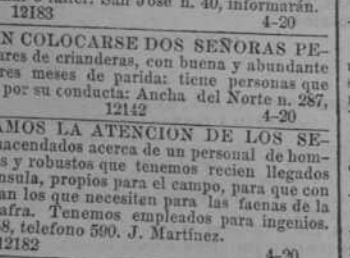 San José n. 40, informarán.
12183 4-20
N COLOCARSE DOS SEÑORAS PE-
ares de crianderas, con buena y abundante
res meses de parida: tiene personas que
por su conducta: Ancha del Norte n. 287,
12142 4-20
AMOS LA ATENCION DE LOS SE-
hacendados acerca de un personal de hom-
s y robustos que tenemos recien llegados
nsula, propios para el campo, para que con
an los que necesiten para las faenas de la
afra. Tenemos empleados para ingenios.
8, telefono 590. J. Martinez.
12182 4-20